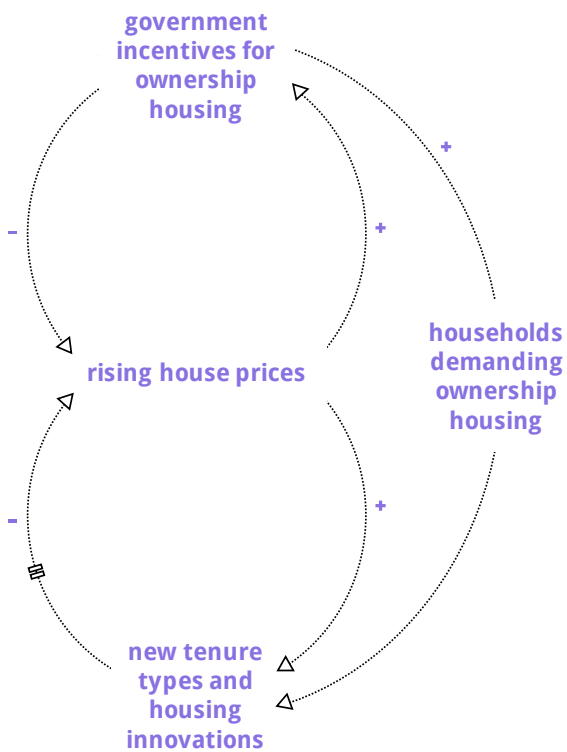 government
incentives for
ownership
housing
+
–
+
households
demanding
ownership
housing
rising house prices
+
–
new tenure
types and
housing
innovations